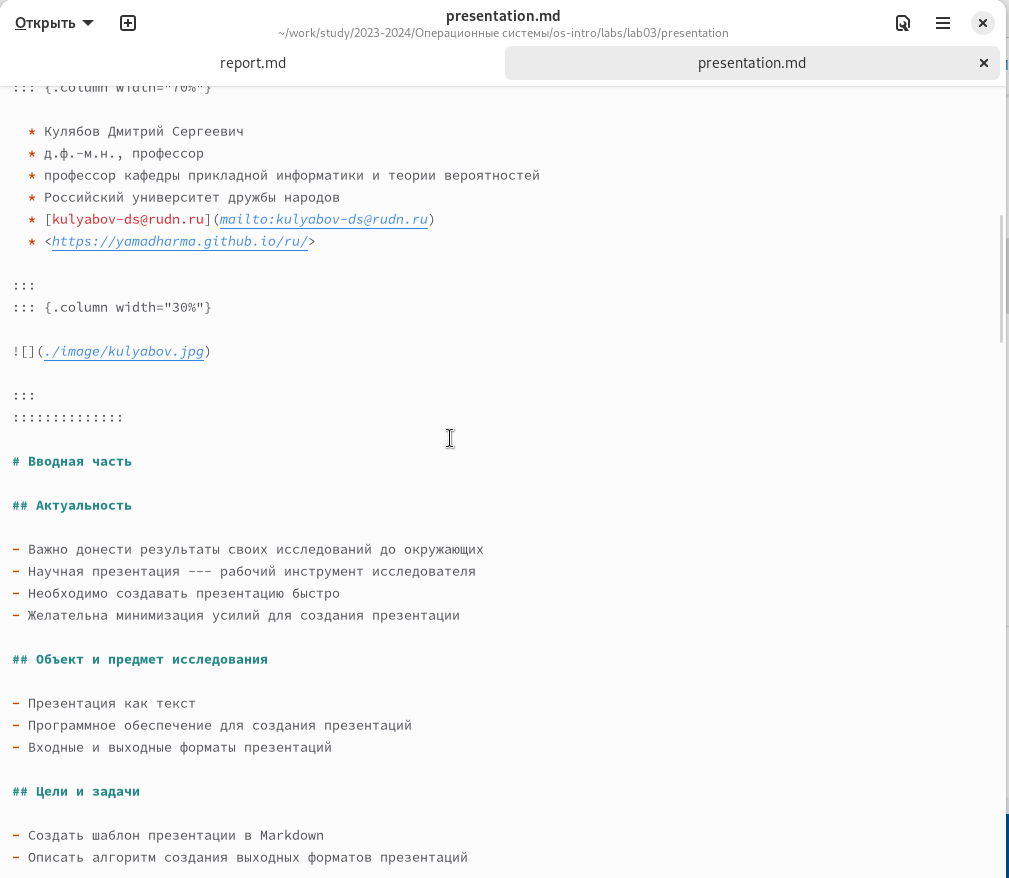 Открыть
presentation.md
~/work/study/2023-2024/Операционные системы/os-intro/labs/lab03/presentation
report.md
presentation.md
::: {.column width="70%"}
* Кулябов Дмитрий Сергеевич
* д.ф.-м.н., профессор
* профессор кафедры прикладной информатики и теории вероятностей
* Российский университет дружбы народов
* [kulyabov-ds@rudn.ru](mailto:kulyabov-ds@rudn.ru)
* <https://yamadharma.github.io/ru/>
:::
::: {.column width="30%"}
![](./image/kulyabov.jpg)
:::
::::::::::::::
# Вводная часть
## Актуальность
- Важно донести результаты своих исследований до окружающих
- Научная презентация --- рабочий инструмент исследователя
- Необходимо создавать презентацию быстро
- Желательна минимизация усилий для создания презентации
## Объект и предмет исследования
- Презентация как текст
- Программное обеспечение для создания презентаций
- Входные и выходные форматы презентаций
## Цели и задачи
- Создать шаблон презентации в Markdown
- Описать алгоритм создания выходных форматов презентаций